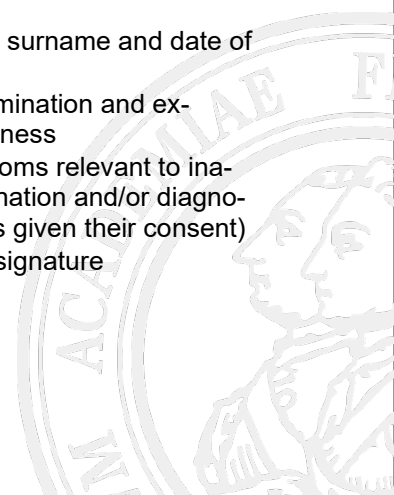 surname and date of
mination and ex-
ness
oms relevant to ina-
nation and/or diagno-
s given their consent)
signature
ACADEMIAE F
M